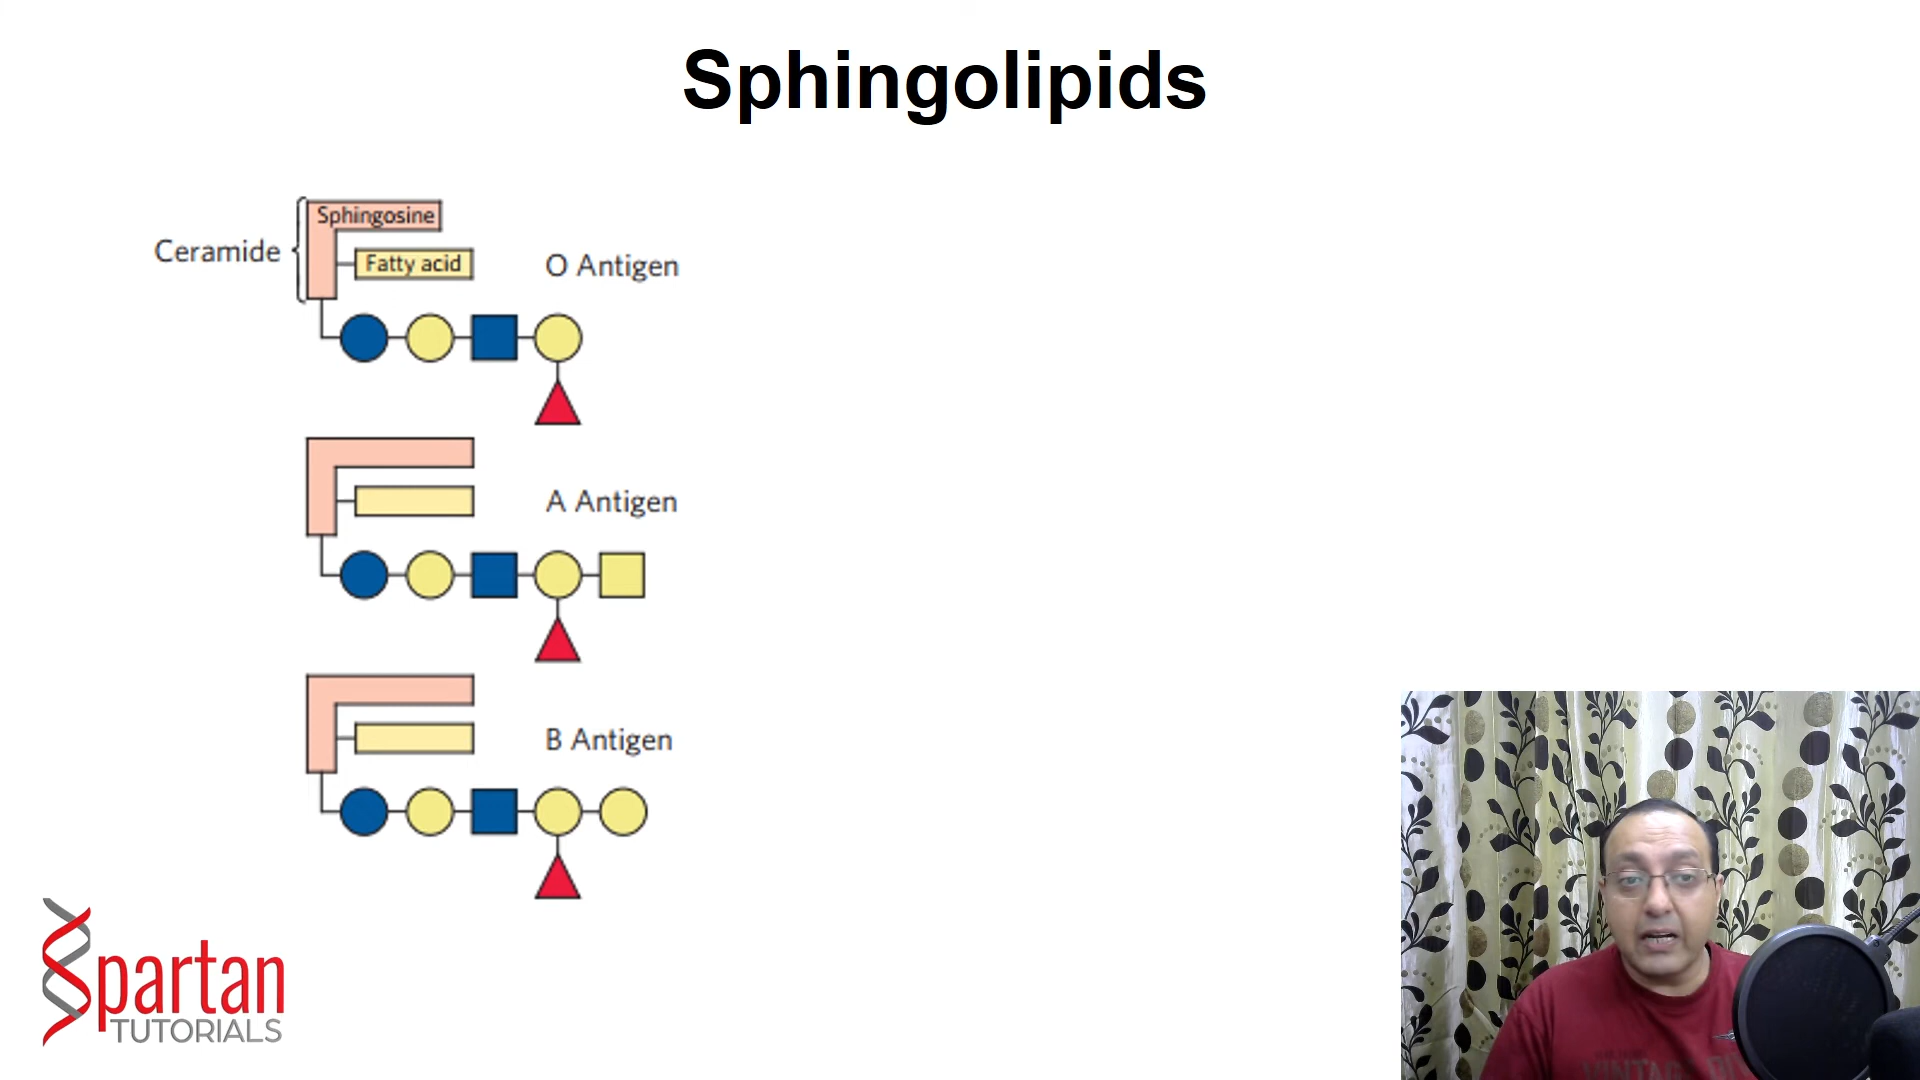 Sphingolipids
Sphingosine
Ceramide
Fatty acid
O Antigen
A Antigen
B Antigen
Spartan
TUTORIALS